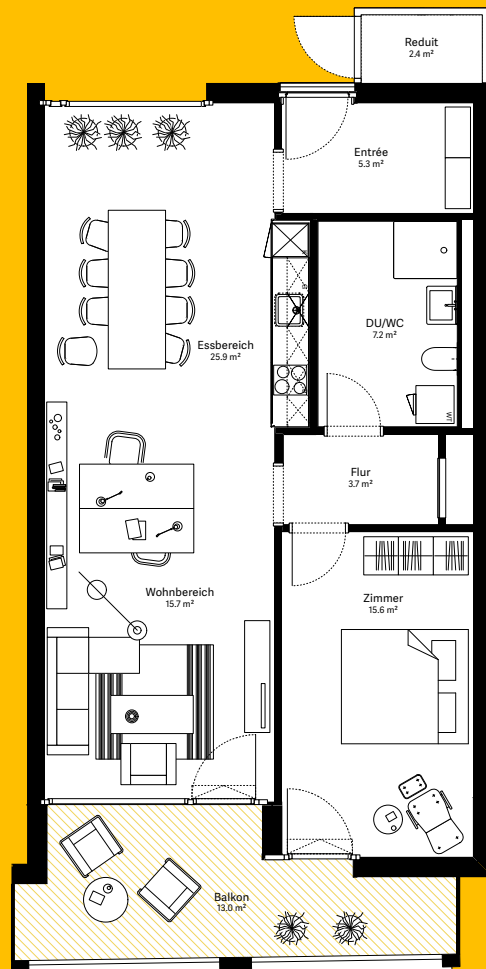 Reduit
2.4 m²
Entrée
5.3 m²
DU/WC
7.2 m²
Essbereich
25.9 m²
WT
Flur
3.7 m²
Wohnbereich
15.7 m²
Zimmer
15.6 m²
Balkon
13.0 m²